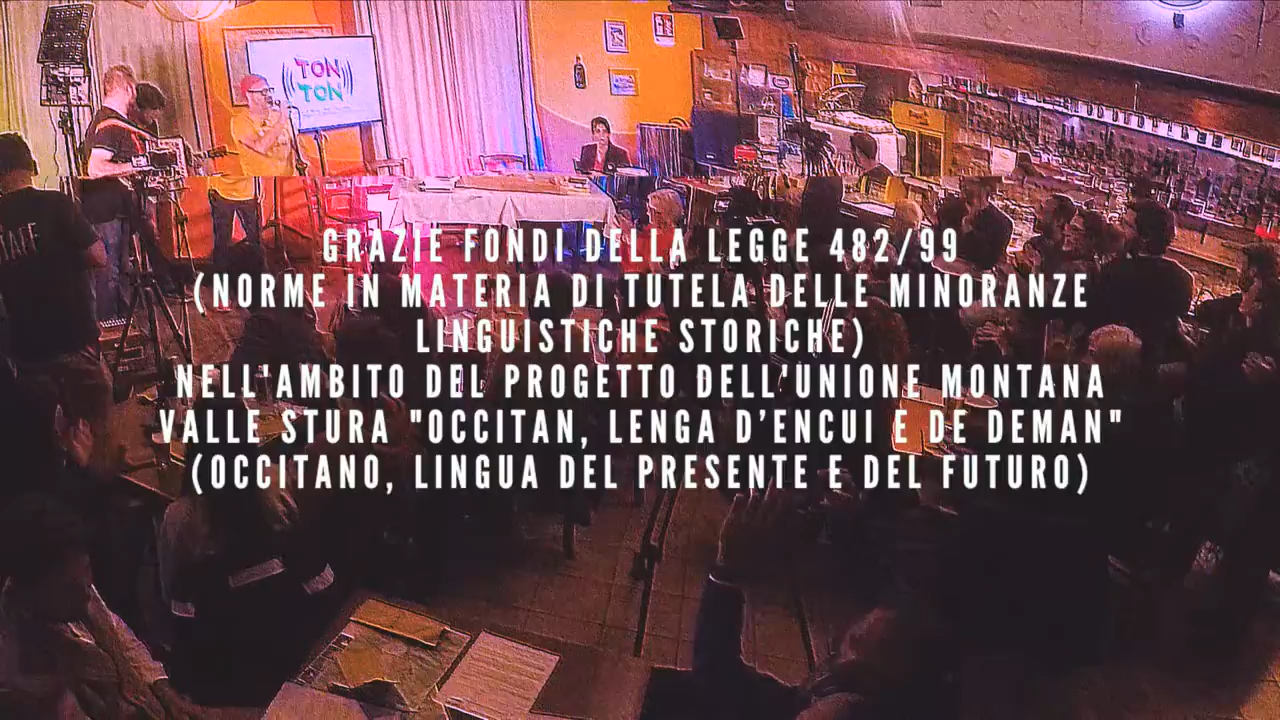 TON
TON
GRAZIE FONDI DELLA LEGGE 482/99
(NORME IN MATERIA DI TUTELA DELLE MINORANZE
LINGUISTICHE STORICHE)
NELL'AMBITO DEL PROGETTO DELL'UNIONE MONTANA
VALLE STURA "OCCITAN, LENGA D’ENCUI E DE DEMAN"
(OCCITANO, LINGUA DEL PRESENTE E DEL FUTURO)